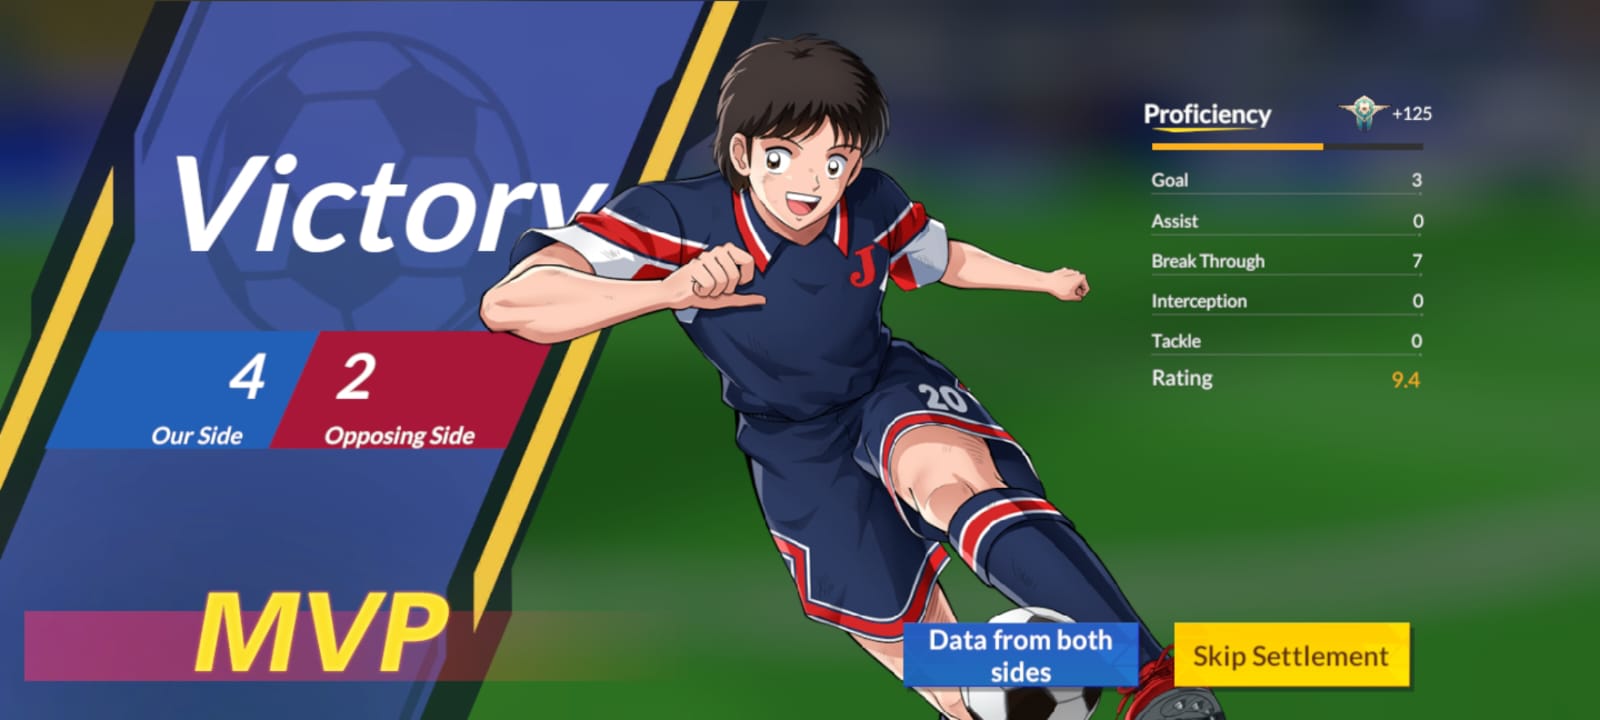 Victory
4
Our Side
2
Opposing Side
MVP
J
20
Proficiency
+125
Goal 3
Assist 0
Break Through 7
Interception 0
Tackle 0
Rating 9.4
Data from both
sides
Skip Settlement